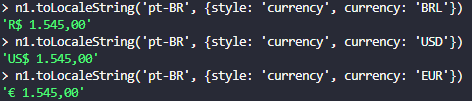 > n1.toLocaleString('pt-BR', {style: 'currency', currency: 'BRL'})
'R$ 1.545,00'
> n1.toLocaleString('pt-BR', {style: 'currency', currency: 'USD'})
'US$ 1.545,00'
> n1.toLocaleString('pt-BR', {style: 'currency', currency: 'EUR'})
'€ 1.545,00'